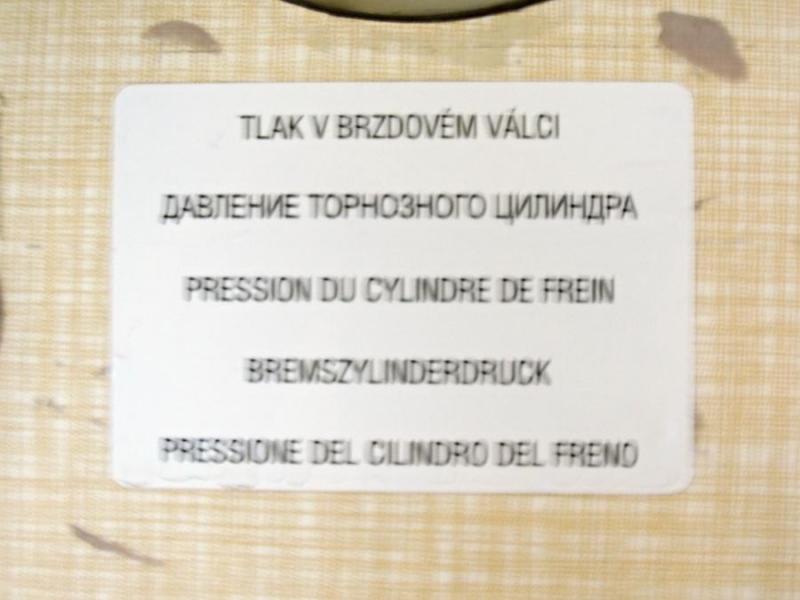 TLAK V BRZDOVÉM VÁLCI
ДАВЛЕНИЕ ТОРНОЗНОГО ЦИЛИНДРА
PRESSION DU CYLINDRE DE FREIN
BREMSZYLINDERDRUCK
PRESSIONE DEL CILINDRO DEL FRENO